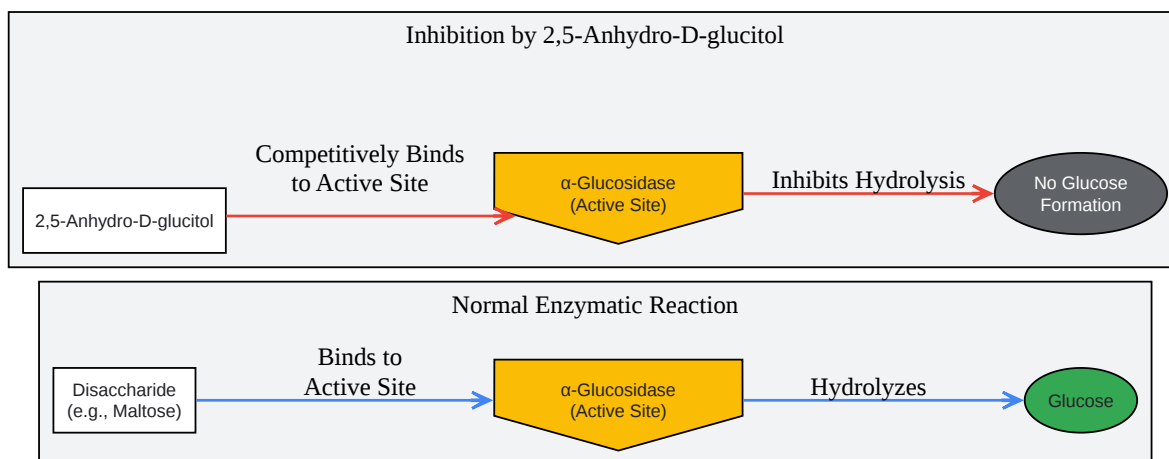 Inhibition by 2,5-Anhydro-D-glucitol
Competitively Binds
to Active Site
2,5-Anhydro-D-glucitol
α-Glucosidase
(Active Site)
Inhibits Hydrolysis
No Glucose
Formation
Normal Enzymatic Reaction
Disaccharide
(e.g., Maltose)
Binds to
Active Site
α-Glucosidase
(Active Site)
Hydrolyzes
Glucose